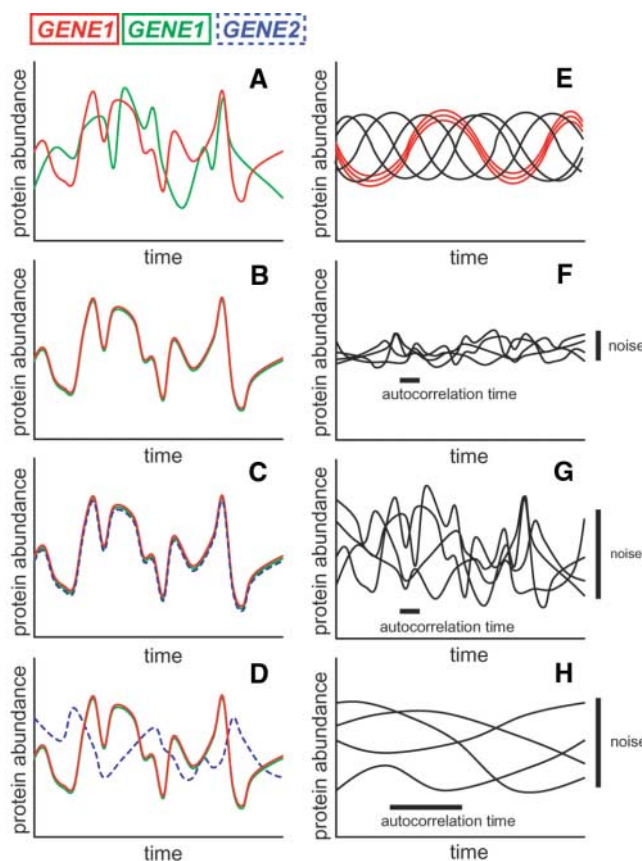 GENE1 GENE1 GENE2
A
protein abundance
time
B
protein abundance
time
C
protein abundance
time
D
protein abundance
time
E
protein abundance
time
F
protein abundance
noise
autocorrelation time
time
G
protein abundance
noise
autocorrelation time
time
H
protein abundance
noise
autocorrelation time
time